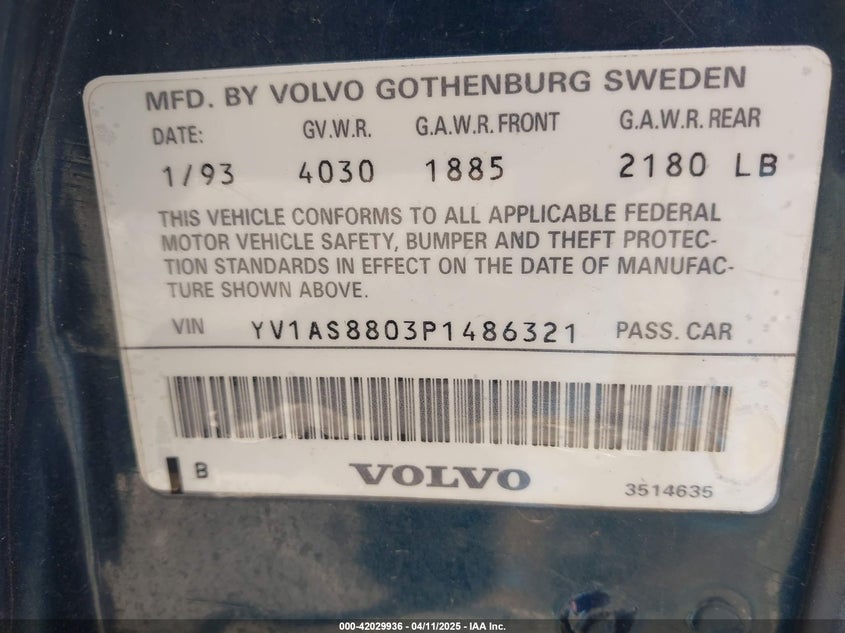 MFD. BY VOLVO GOTHENBURG SWEDEN
DATE: GV.W.R. G.A.W.R. FRONT G.A.W.R. REAR
1/93 4030 1885 2180 LB
THIS VEHICLE CONFORMS TO ALL APPLICABLE FEDERAL
MOTOR VEHICLE SAFETY, BUMPER AND THEFT PROTEC-
TION STANDARDS IN EFFECT ON THE DATE OF MANUFAC-
TURE SHOWN ABOVE.
VIN YV1AS8803P1486321 PASS. CAR
B VOLVO 3514635
000-42029936 - 04/11/2025 - IAA Inc.